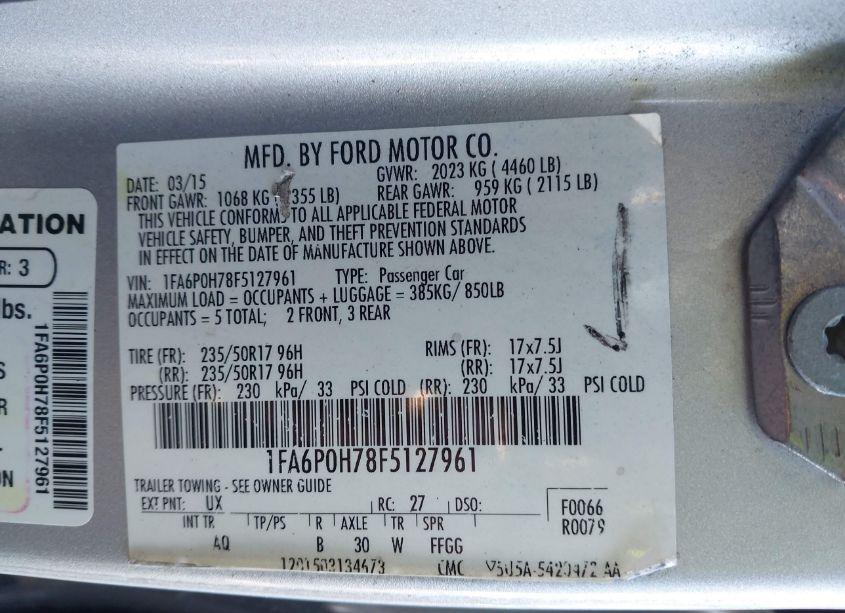 MFD. BY FORD MOTOR CO.
DATE: 03/15 GVWR: 2023 KG ( 4460 LB)
FRONT GAWR: 1068 KG 355 LB) REAR GAWR: 959 KG ( 2115 LB)
THIS VEHICLE CONFORMS TO ALL APPLICABLE FEDERAL MOTOR
VEHICLE SAFETY, BUMPER, AND THEFT PREVENTION STANDARDS
IN EFFECT ON THE DATE OF MANUFACTURE SHOWN ABOVE.
VIN: 1FA6P0H78F5127961 TYPE: Passenger Car
MAXIMUM LOAD = OCCUPANTS + LUGGAGE = 385KG/ 850LB
OCCUPANTS = 5 TOTAL; 2 FRONT, 3 REAR
TIRE (FR): 235/50R17 96H RIMS (FR): 17x7.5J
(RR): 235/50R17 96H (RR): 17x7.5J
PRESSURE (FR): 230 kPa/ 33 PSI COLD (RR): 230 kPa/ 33 PSI COLD
1FA6P0H78F5127961
TRAILER TOWING - SEE OWNER GUIDE
EXT PNT: UX RC: 27 DSO: F0066
R0079
INT TR TP/PS R AXLE TR SPR
4Q B 30 W FFGG
ATION
R: 3
lbs.
S
R
.
ON
1FA6P0H78F5127961